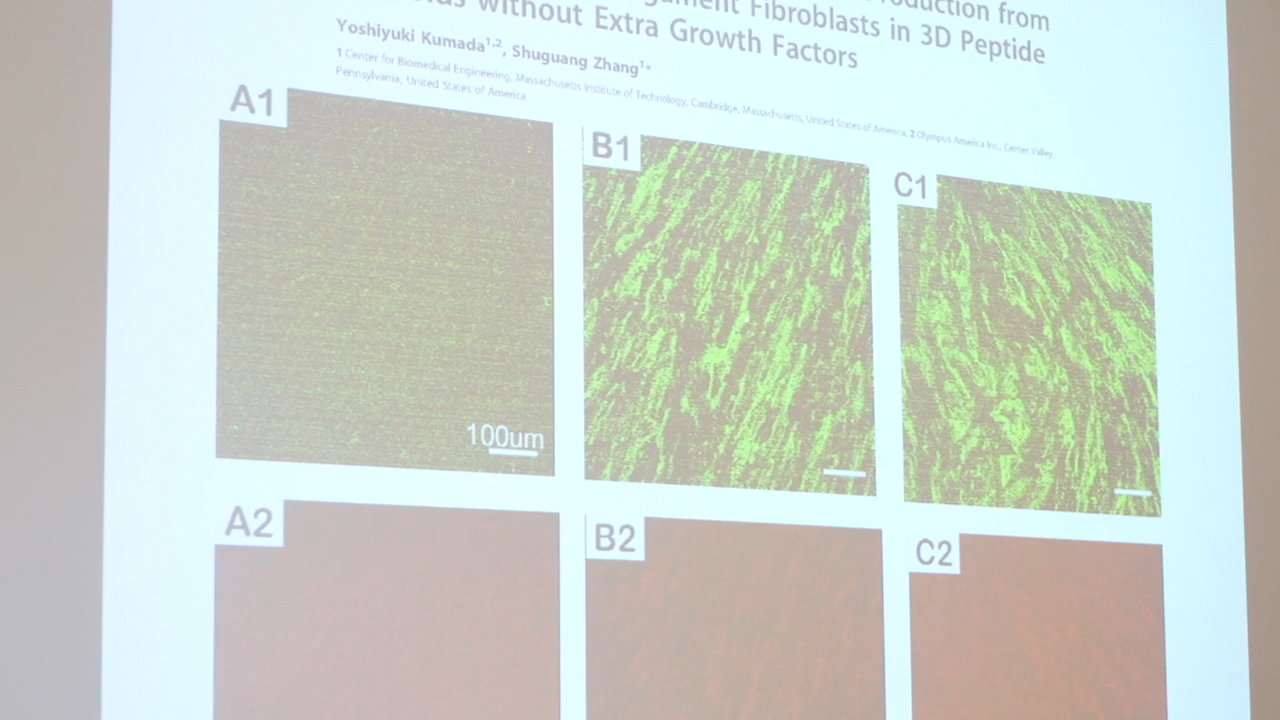 oduction from
ment Fibroblasts in 3D Peptide
without Extra Growth Factors
Yoshiyuki Kumada1,2, Shuguang Zhang1*
1 Center for Biomedical Engineering, Massachusetts Institute of Technology, Cambridge, Massachusetts, United States of America, 2 Olympus America Inc., Center Valley,
Pennsylvania, United States of America
A1
B1
C1
100um
A2
B2
C2